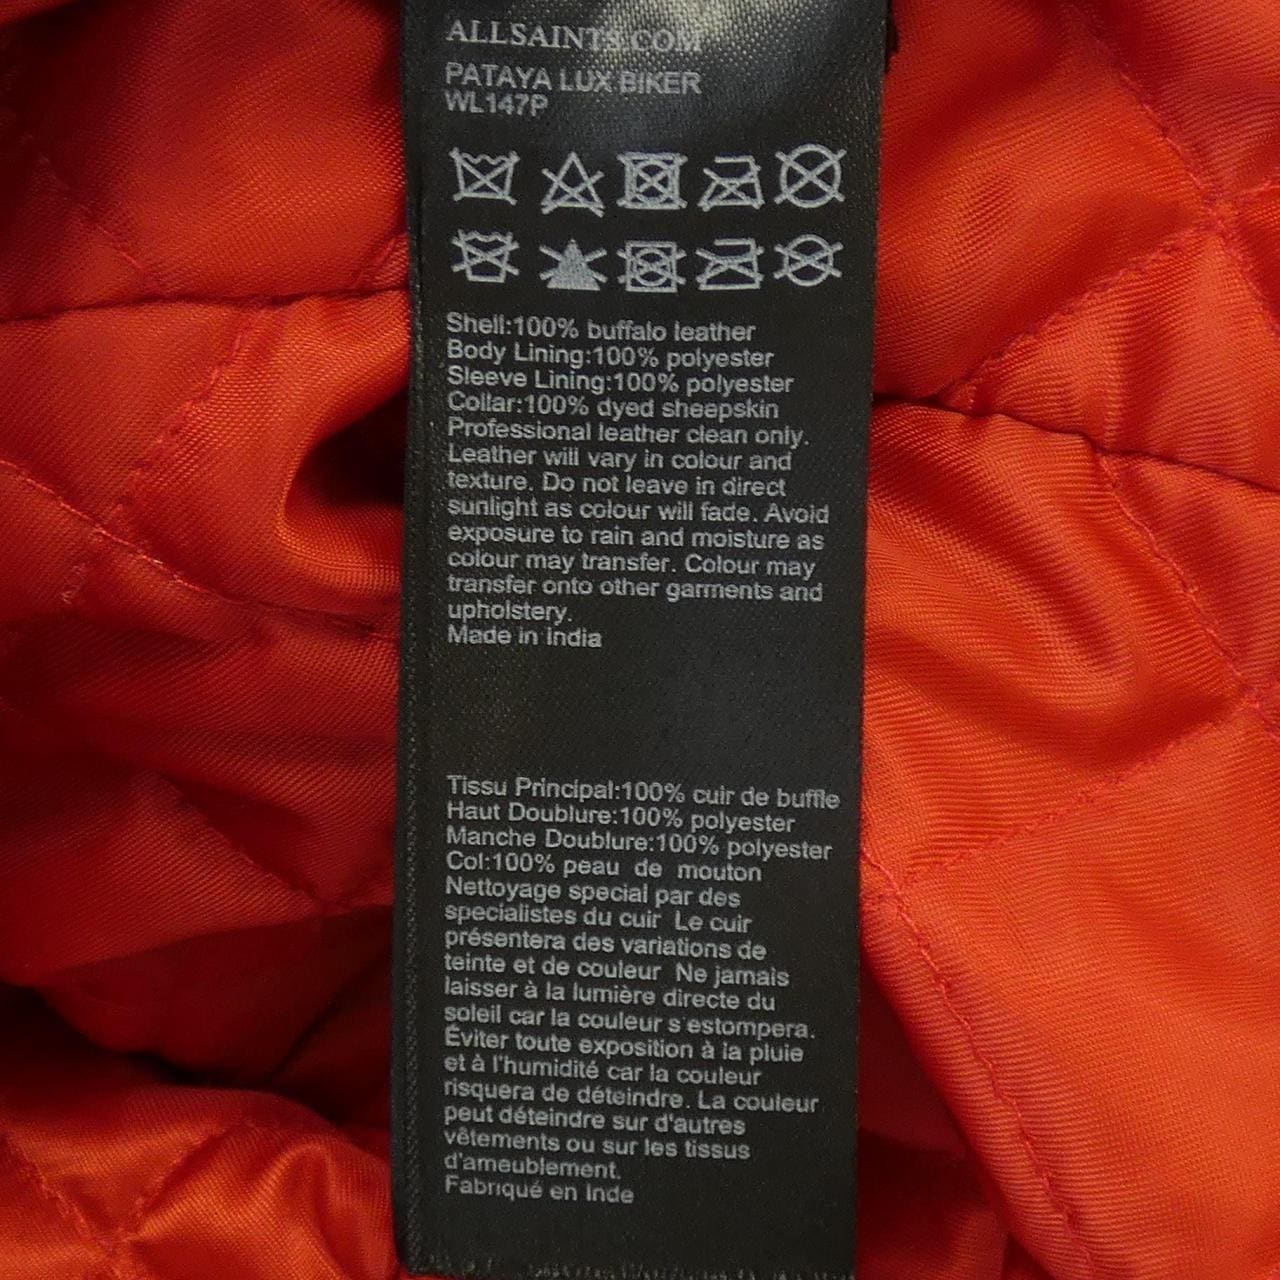 ALLSAINTS.COM
PATAYA LUX BIKER
WL147P
Shell:100% buffalo leather
Body Lining:100% polyester
Sleeve Lining:100% polyester
Collar:100% dyed sheepskin
Professional leather clean only.
Leather will vary in colour and
texture. Do not leave in direct
sunlight as colour will fade. Avoid
exposure to rain and moisture as
colour may transfer. Colour may
transfer onto other garments and
upholstery.
Made in India
Tissu Principal:100% cuir de buffle
Haut Doublure:100% polyester
Manche Doublure:100% polyester
Col:100% peau de mouton
Nettoyage special par des
specialistes du cuir Le cuir
présentera des variations de
teinte et de couleur Ne jamais
laisser à la lumière directe du
soleil car la couleur s'estompera.
Éviter toute exposition à la pluie
et à l'humidité car la couleur
risquera de déteindre. La couleur
peut déteindre sur d'autres
vêtements ou sur les tissus
d'ameublement.
Fabriqué en Inde